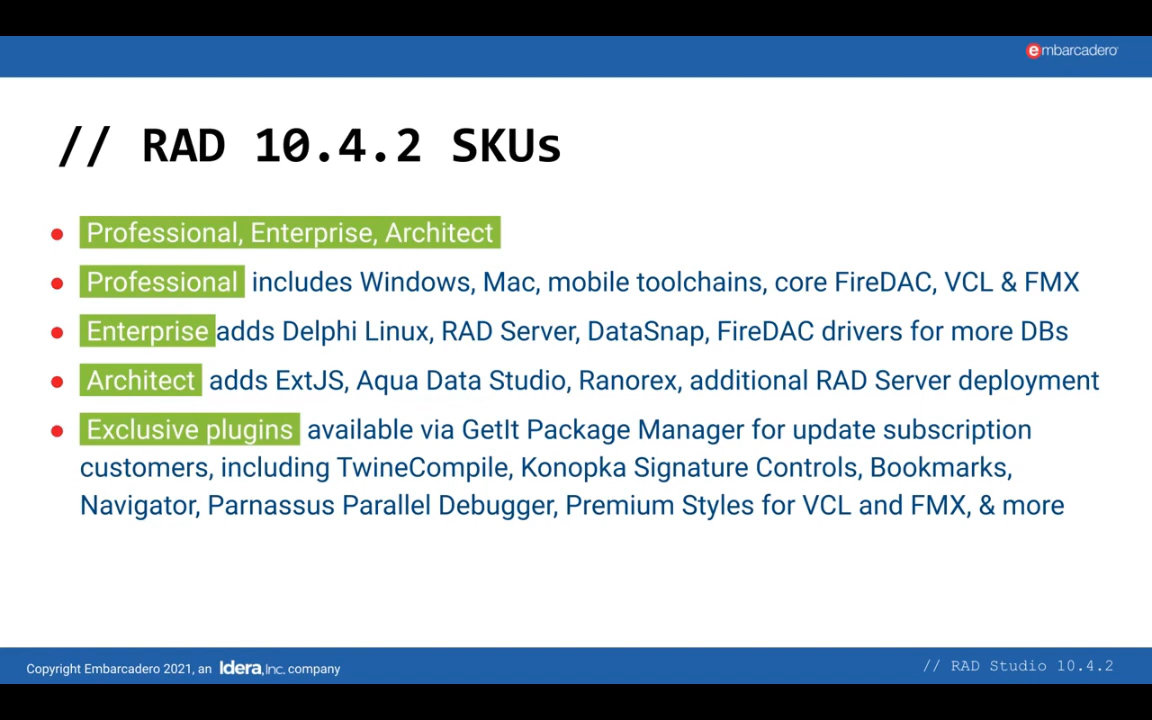 embarcadero
// RAD 10.4.2 SKUs
Professional, Enterprise, Architect
Professional includes Windows, Mac, mobile toolchains, core FireDAC, VCL & FMX
Enterprise adds Delphi Linux, RAD Server, DataSnap, FireDAC drivers for more DBs
Architect adds ExtJS, Aqua Data Studio, Ranorex, additional RAD Server deployment
Exclusive plugins available via GetIt Package Manager for update subscription
customers, including TwineCompile, Konopka Signature Controls, Bookmarks,
Navigator, Parnassus Parallel Debugger, Premium Styles for VCL and FMX, & more
Copyright Embarcadero 2021, an Idera, Inc. company
// RAD Studio 10.4.2